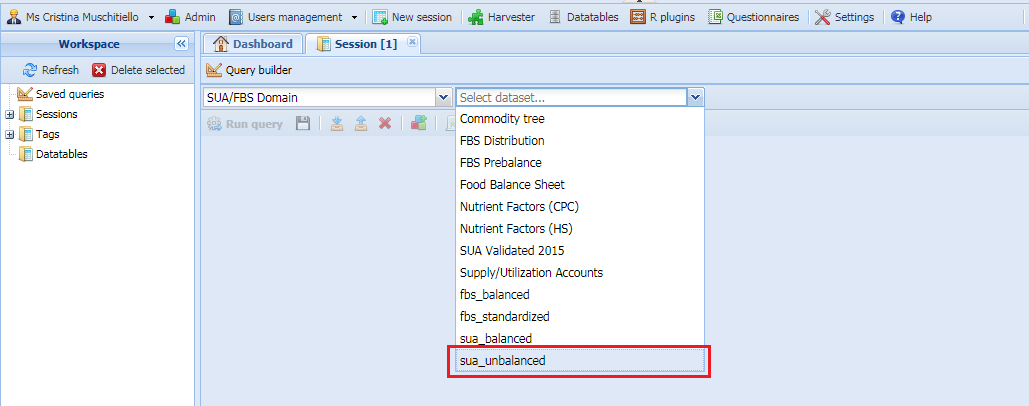 Ms Cristina Muschitiello Admin Users management New session Harvester Datatables R plugins Questionnaires Settings Help
Workspace
Dashboard Session [1]
Refresh Delete selected
Query builder
Saved queries
Sessions
Tags
Datatables
SUA/FBS Domain Select dataset...
Run query
Commodity tree
FBS Distribution
FBS Prebalance
Food Balance Sheet
Nutrient Factors (CPC)
Nutrient Factors (HS)
SUA Validated 2015
Supply/Utilization Accounts
fbs_balanced
fbs_standardized
sua_balanced
sua_unbalanced